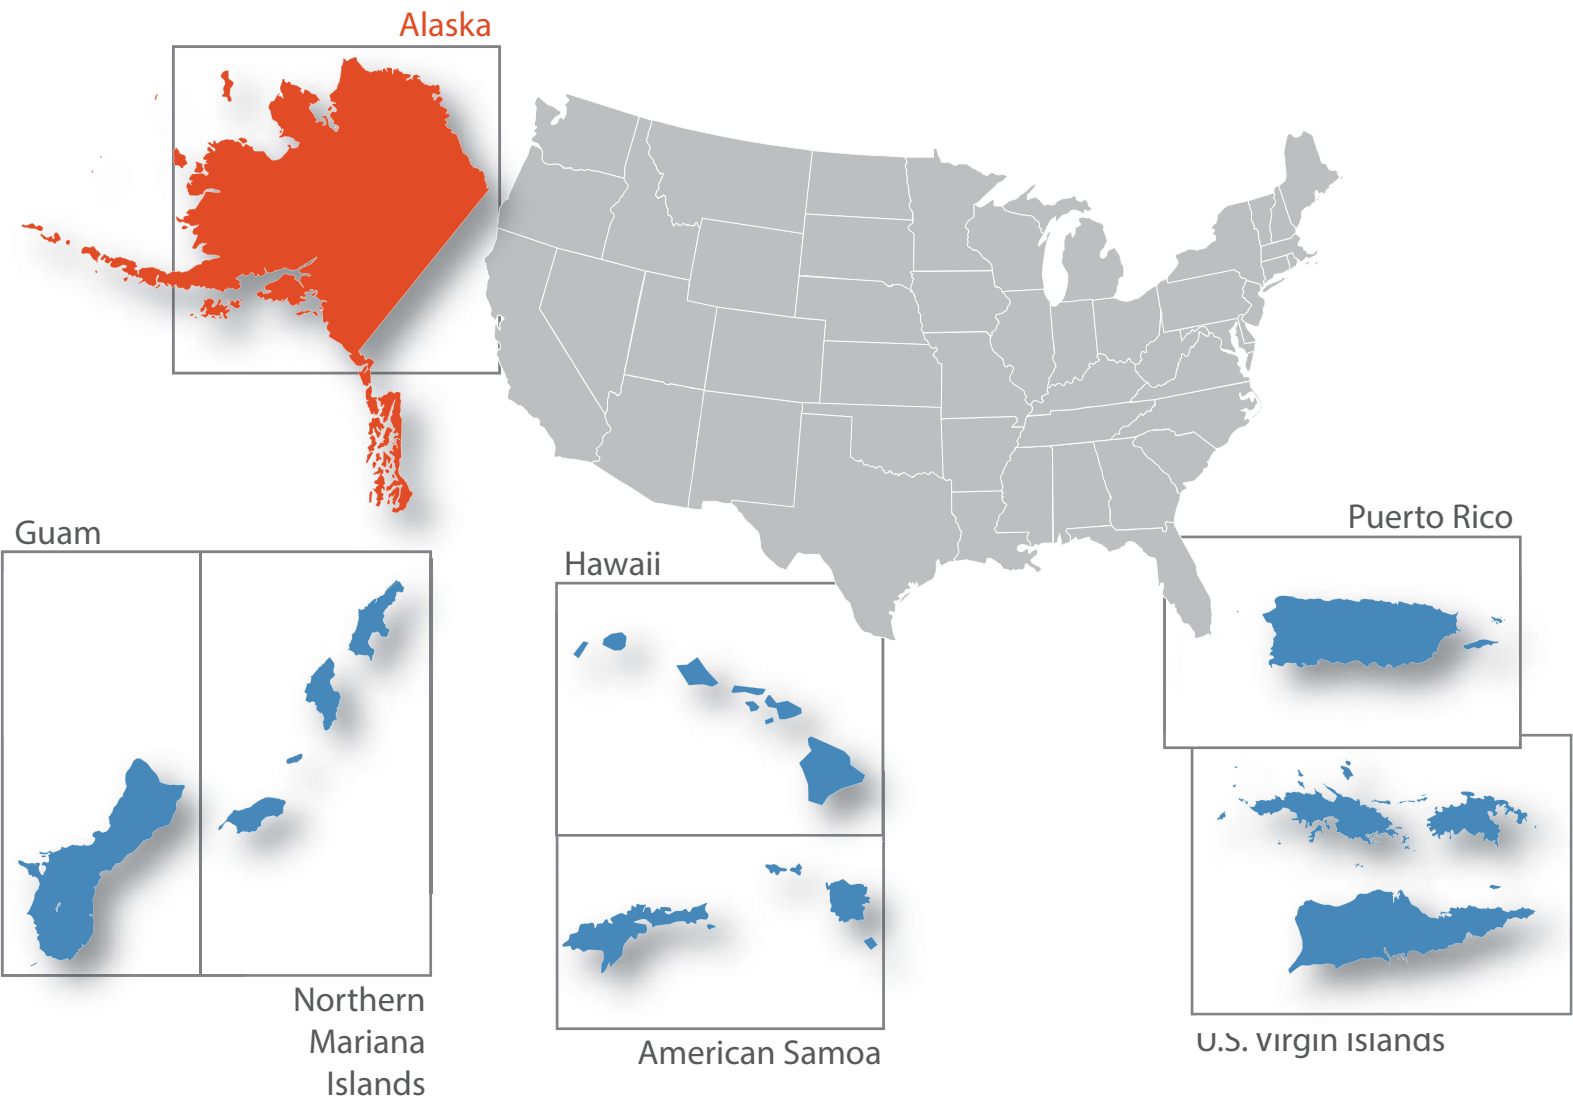 Alaska
Guam
Hawaii
Puerto Rico
Northern
Mariana
Islands
American Samoa
U.S. Virgin Islands